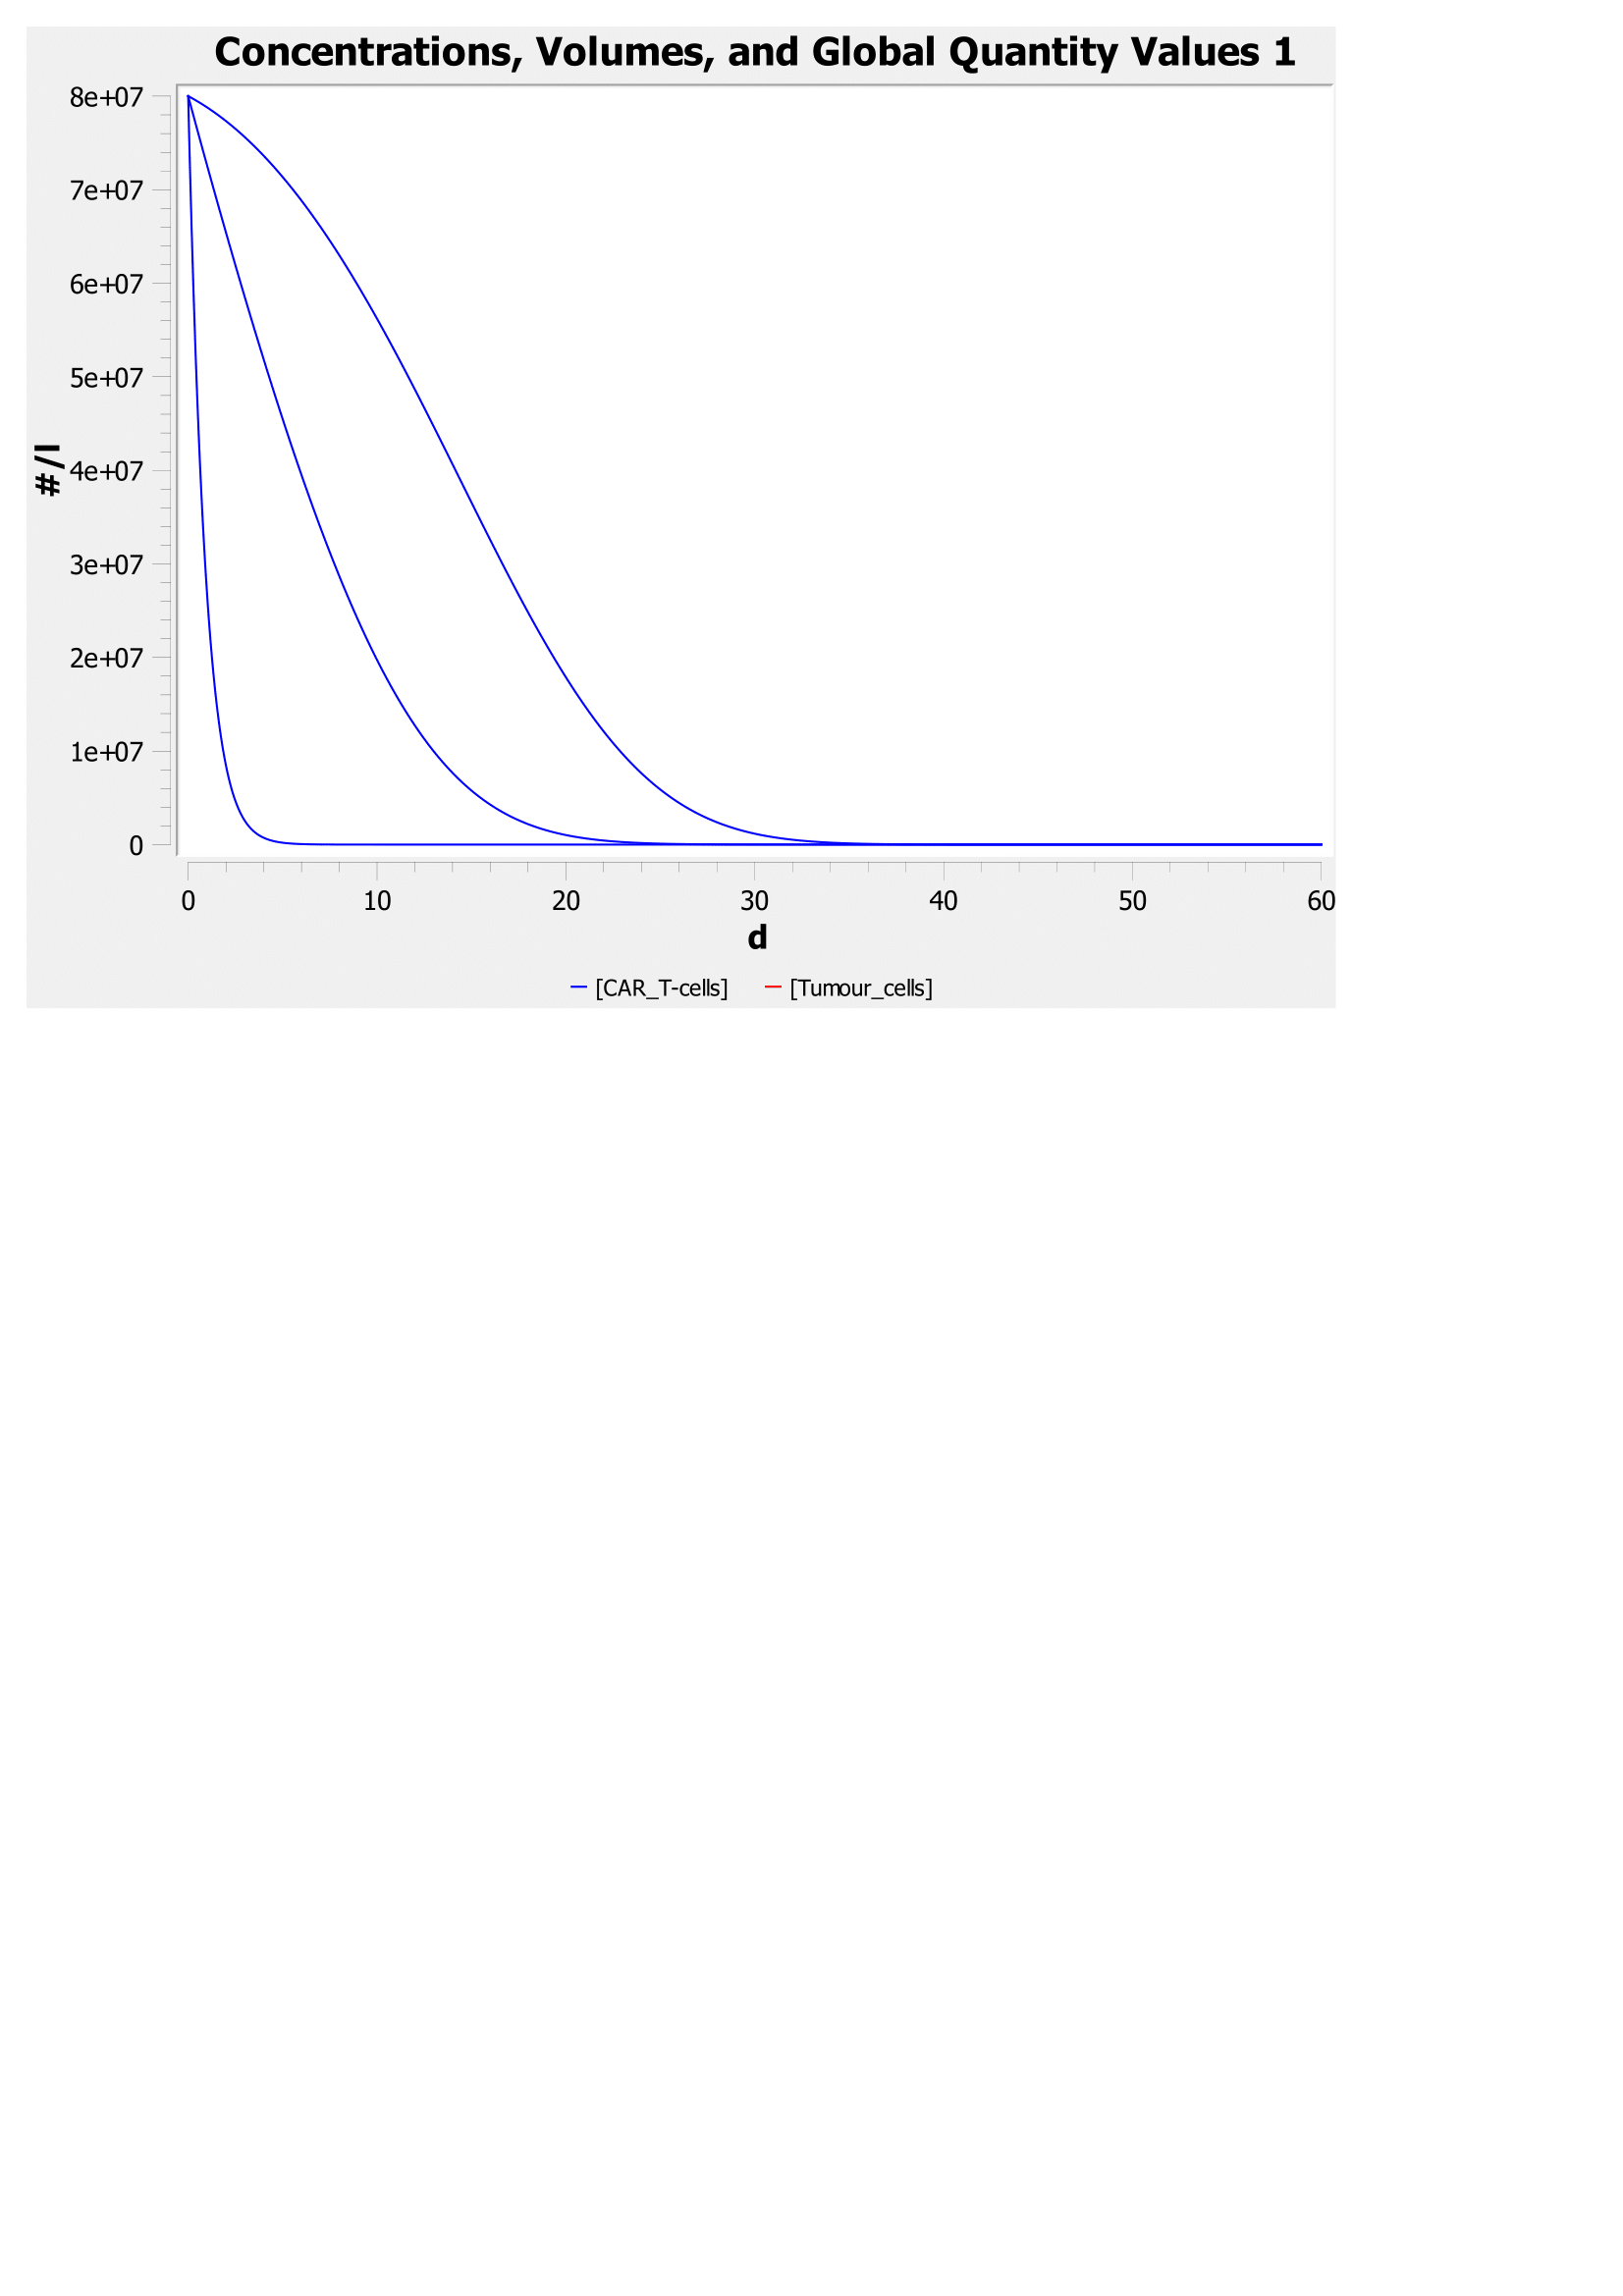 Concentrations, Volumes, and Global Quantity Values 1
8e+07
7e+07
6e+07
5e+07
4e+07
3e+07
2e+07
1e+07
0
#/l
0 10 20 30 40 50 60
d
[CAR_T-cells] [Tumour_cells]